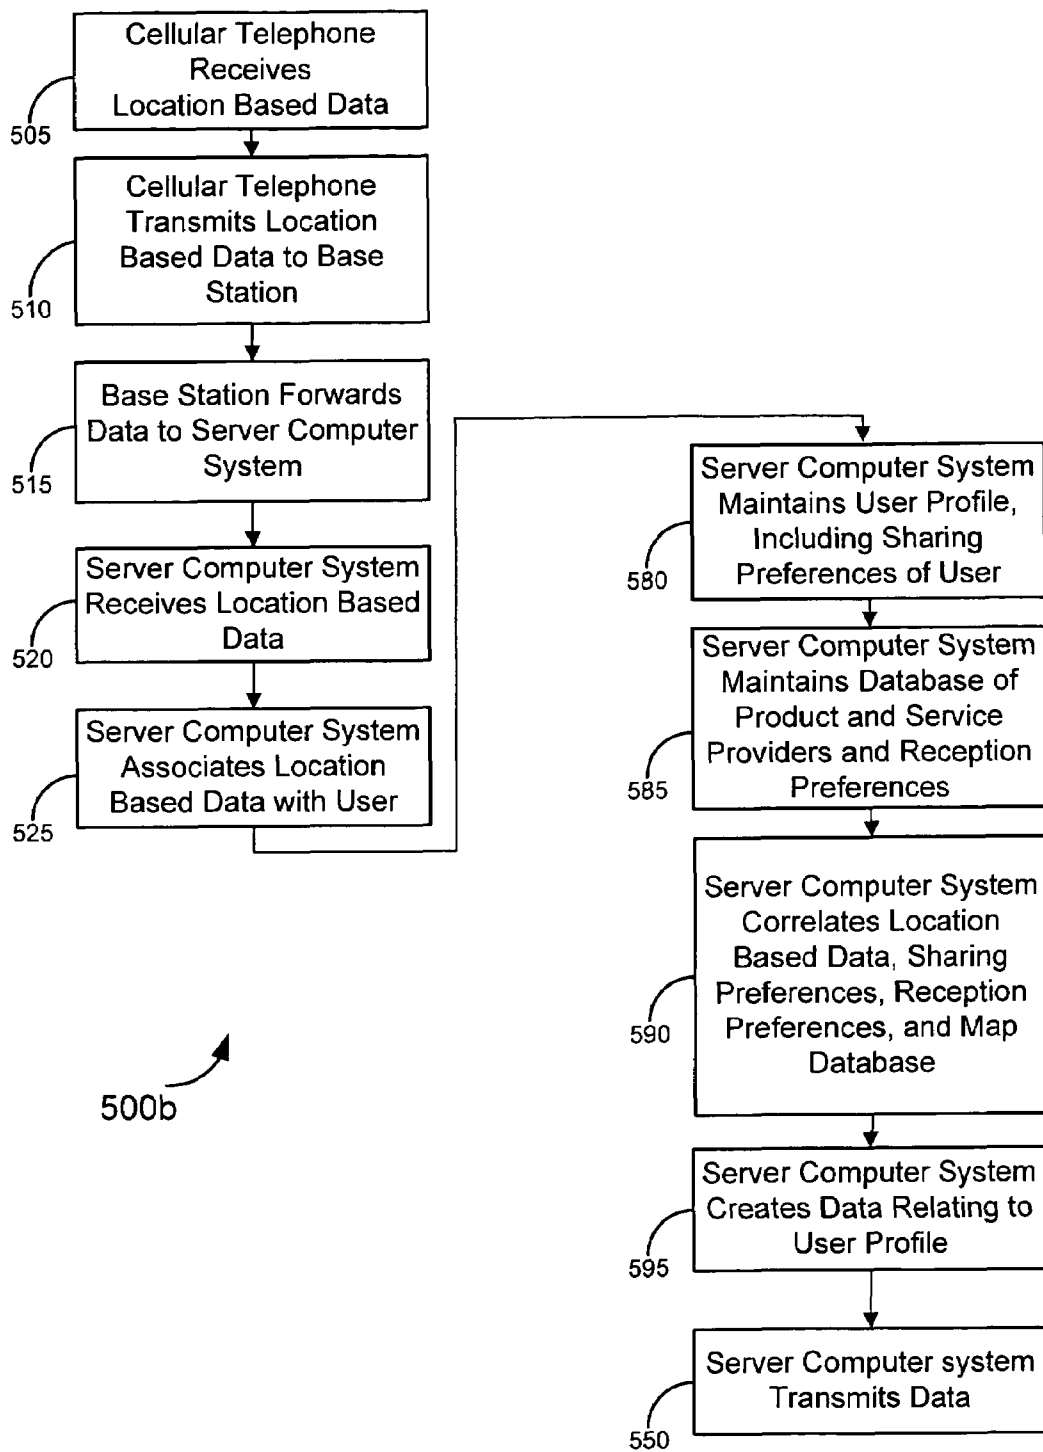 Cellular Telephone
Receives
Location Based Data
505
Cellular Telephone
Transmits Location
Based Data to Base
Station
510
Base Station Forwards
Data to Server Computer
System
515
Server Computer System
Receives Location Based
Data
520
Server Computer System
Associates Location
Based Data with User
525
500b
Server Computer System
Maintains User Profile,
Including Sharing
Preferences of User
580
Server Computer System
Maintains Database of
Product and Service
Providers and Reception
Preferences
585
Server Computer System
Correlates Location
Based Data, Sharing
Preferences, Reception
Preferences, and Map
Database
590
Server Computer System
Creates Data Relating to
User Profile
595
Server Computer system
Transmits Data
550